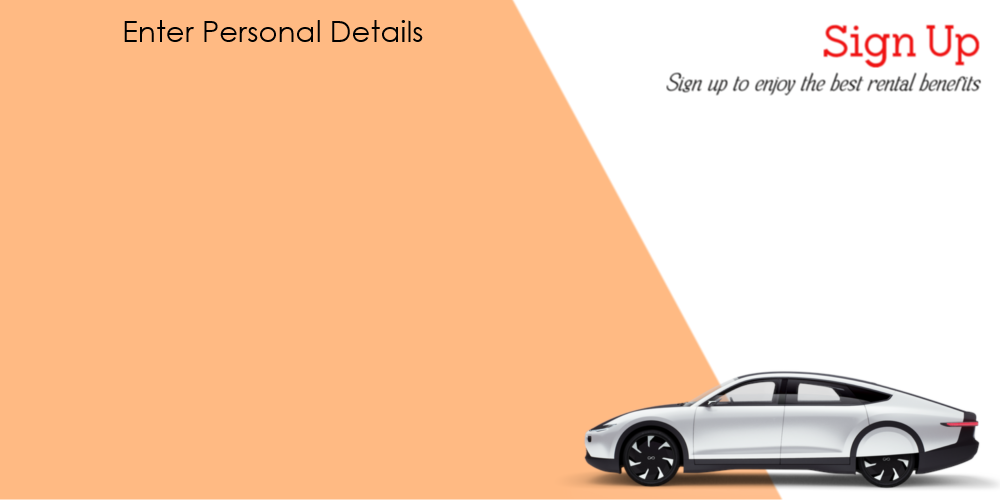 Enter Personal Details
Sign Up
Sign up to enjoy the best rental benefits